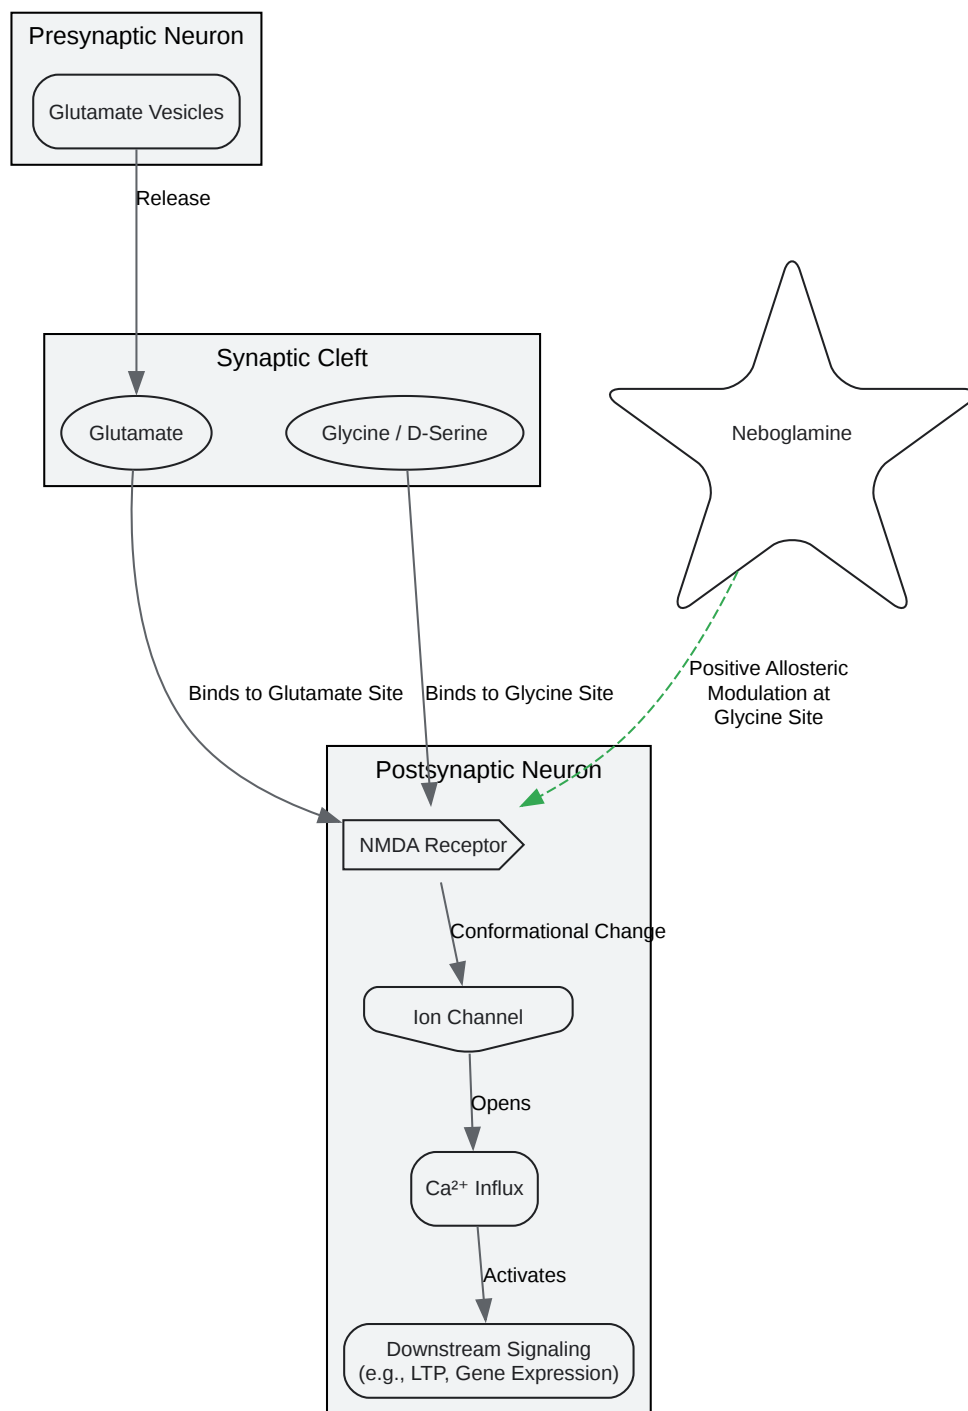 Presynaptic Neuron
Glutamate Vesicles
Release
Synaptic Cleft
Glutamate
Glycine / D-Serine
Neboglamine
Binds to Glutamate Site
Binds to Glycine Site
Positive Allosteric
Modulation at
Glycine Site
Postsynaptic Neuron
NMDA Receptor
Conformational Change
Ion Channel
Opens
Ca²⁺ Influx
Activates
Downstream Signaling
(e.g., LTP, Gene Expression)